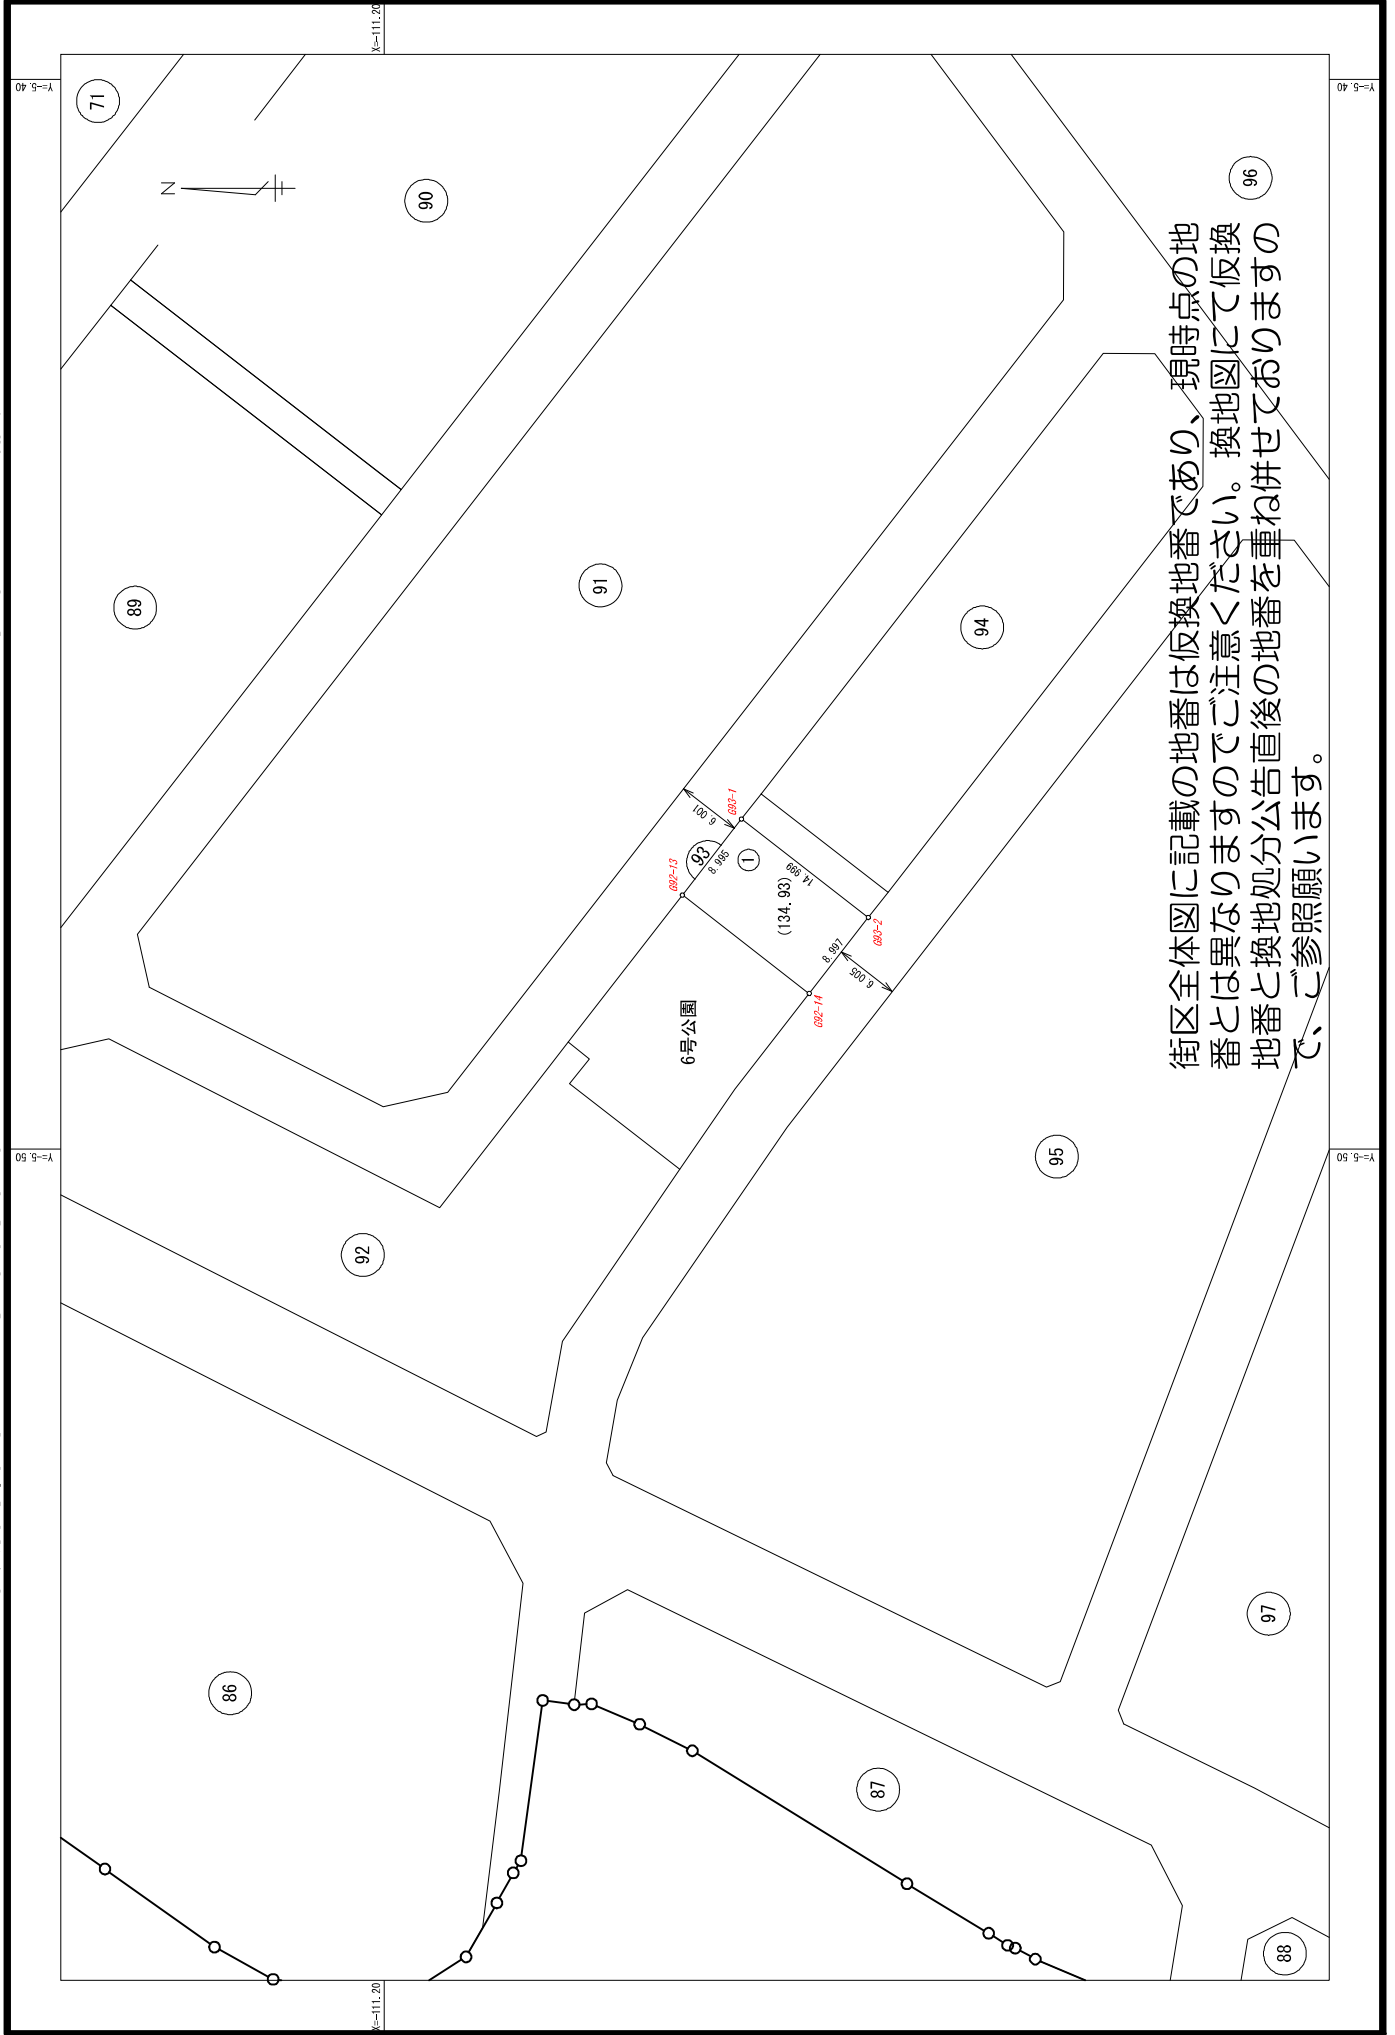 X=-111.20
Y=-5.40
Y=-5.40
71
N
90
96
89
91
94
街区全体図に記載の地番は仮換地番であり、現時点の地
番とは異なりますのでご注意ください。換地図にて仮換
地番と換地処分公告直後の地番を重ね併せておりますの
で、ご参照願います。
G93-1
6.001
93
8.995
G92-13
1
14.999
(134.93)
G93-2
8.997
6.005
G92-14
6号公園
Y=-5.50
Y=-5.50
95
92
97
86
87
88
X=-111.20